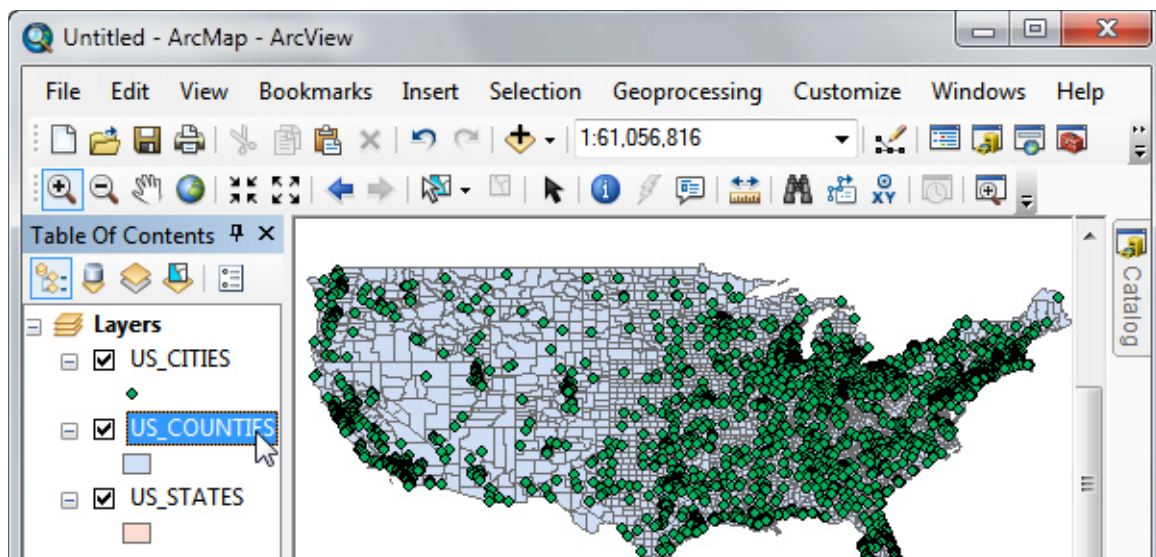 Untitled - ArcMap - ArcView
File Edit View Bookmarks Insert Selection Geoprocessing Customize Windows Help
1:61,056,816
XY
Table Of Contents
Layers
US_CITIES
US_COUNTIES
US_STATES
Catalog